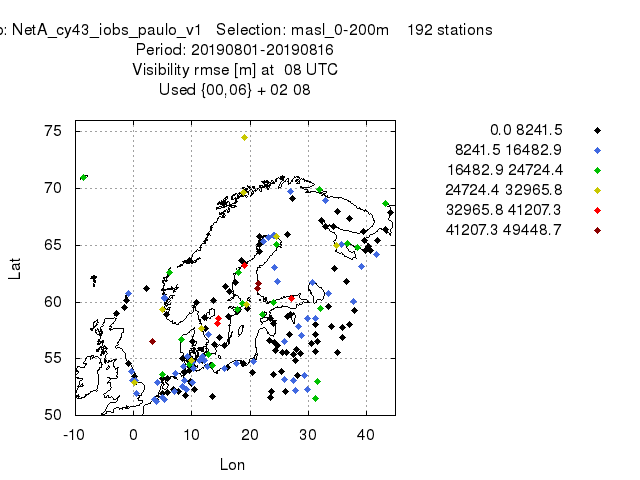 : NetA_cy43_iobs_paulo_v1 Selection: masl_0-200m 192 stations
Period: 20190801-20190816
Visibility rmse [m] at 08 UTC
Used {00,06} + 02 08
0.0 8241.5
8241.5 16482.9
16482.9 24724.4
24724.4 32965.8
32965.8 41207.3
41207.3 49448.7
75
70
65
60
55
50
Lat
-10 0 10 20 30 40
Lon